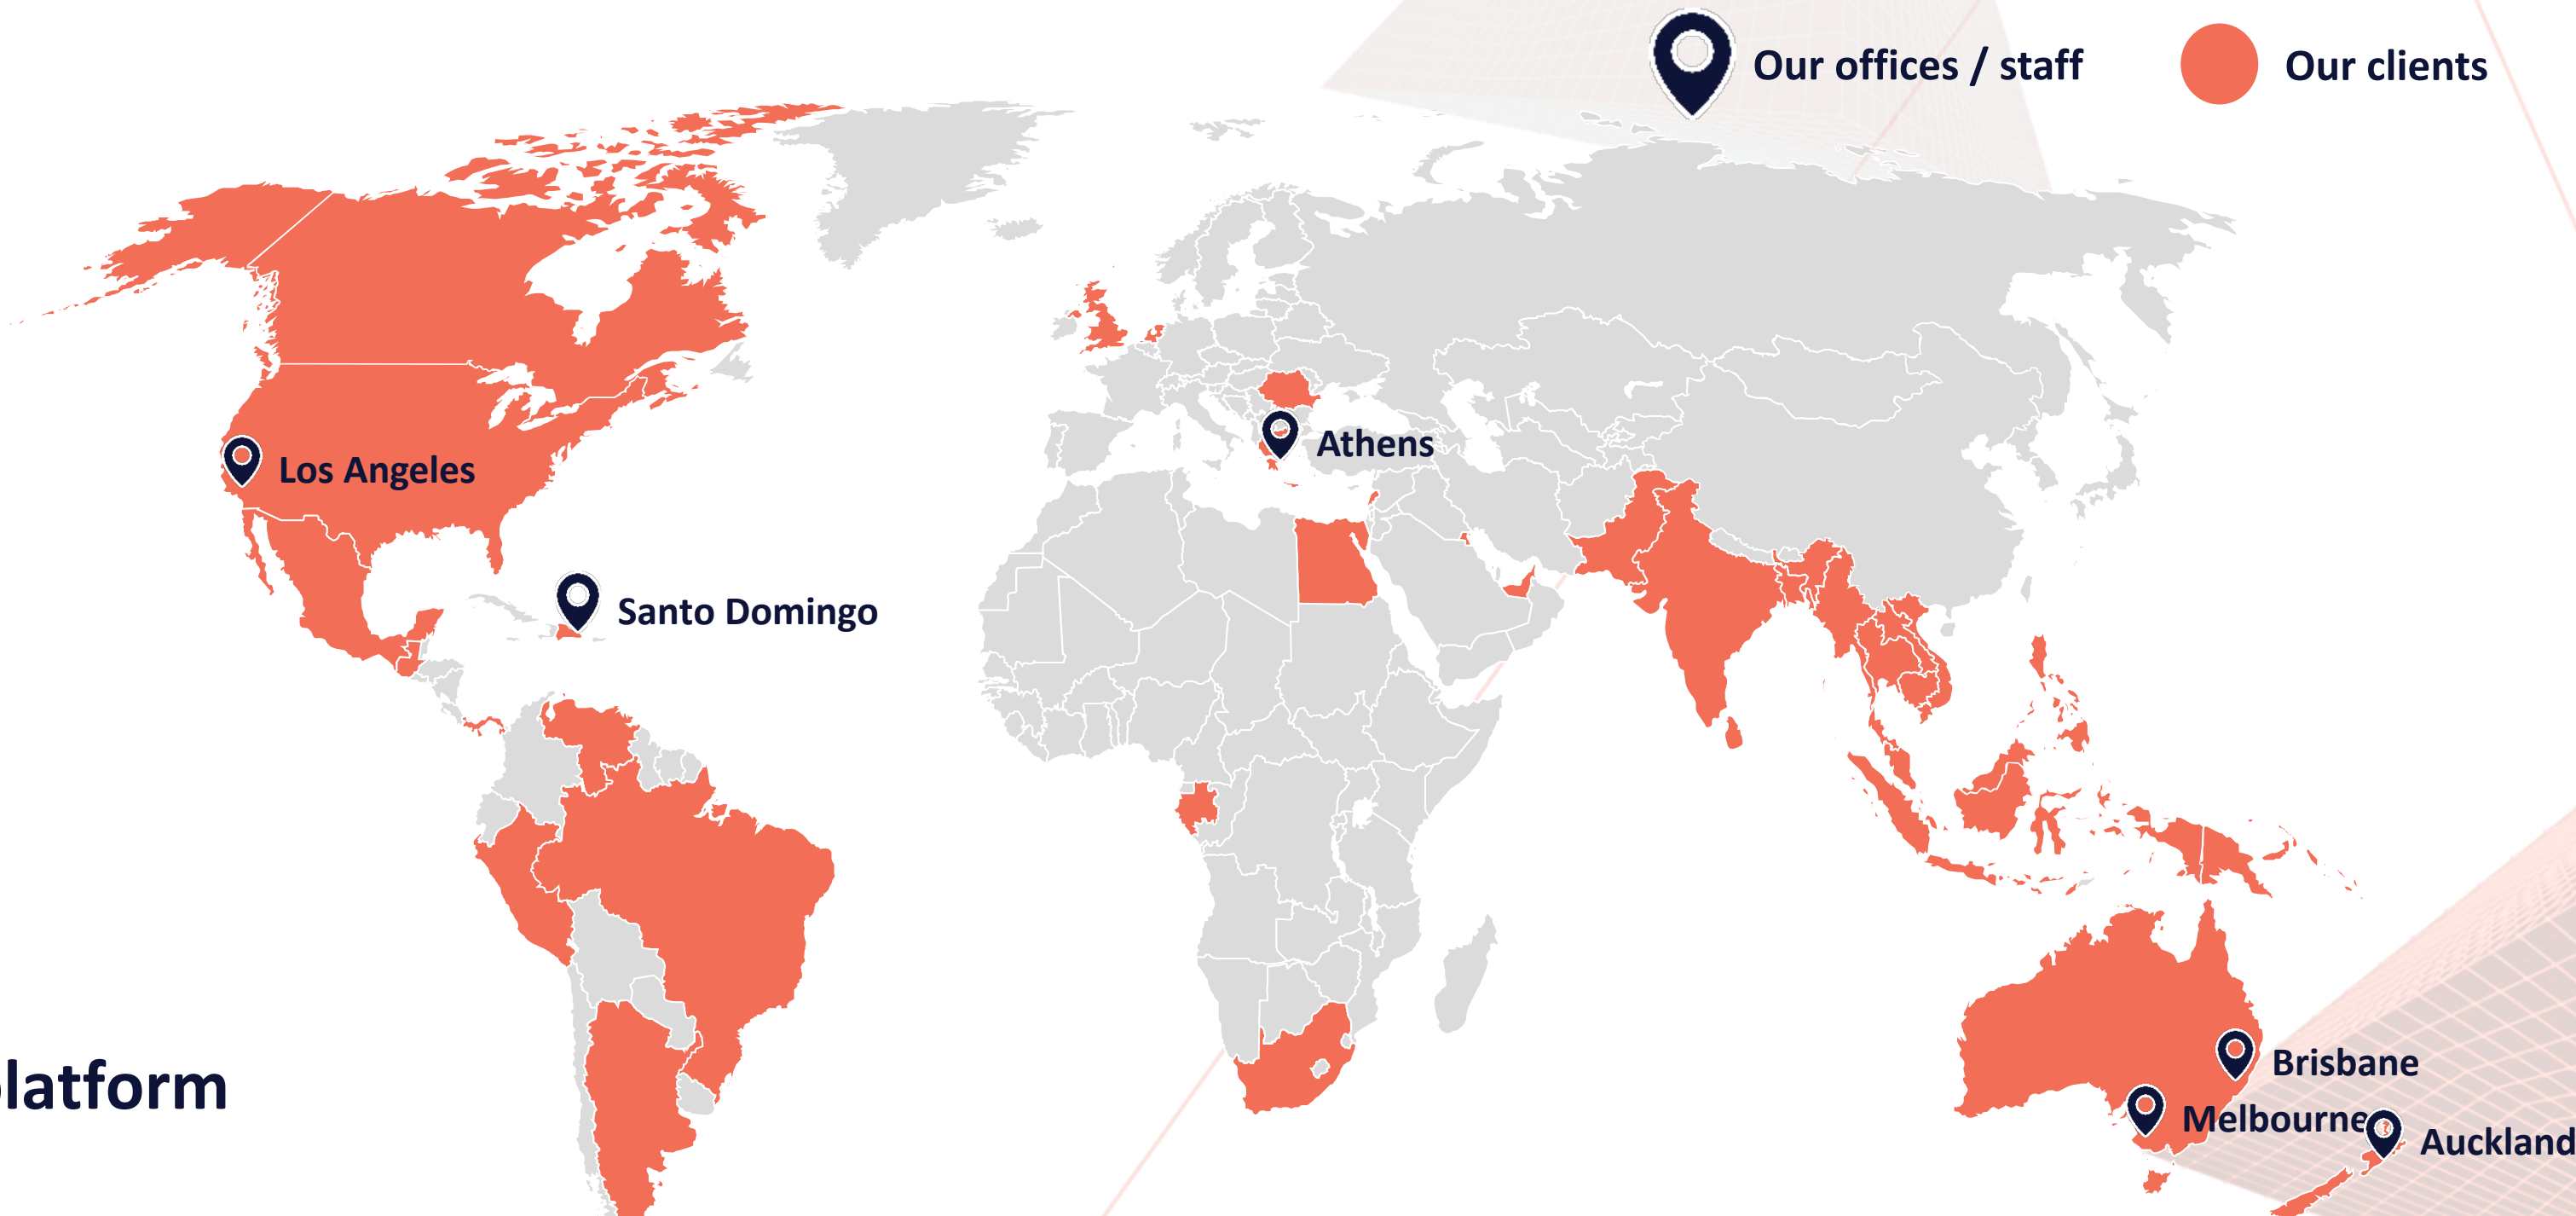 Our offices / staff
Our clients
Athens
Los Angeles
Santo Domingo
Brisbane
latform
Melbourne
Auckland